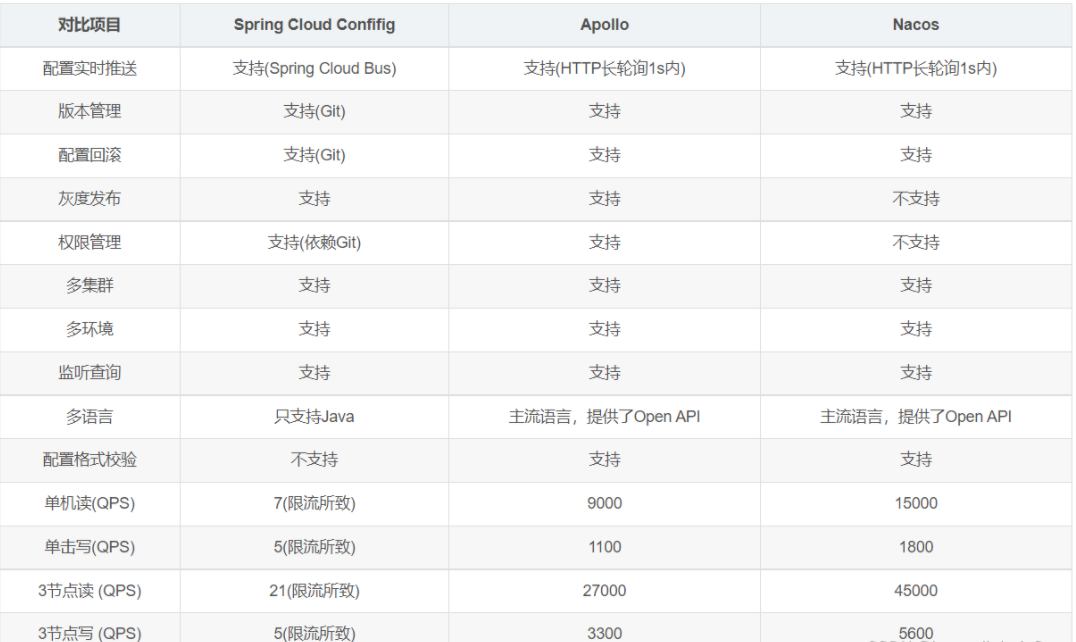 对比项目 Spring Cloud Confifig Apollo Nacos
配置实时推送 支持(Spring Cloud Bus) 支持(HTTP长轮询1s内) 支持(HTTP长轮询1s内)
版本管理 支持(Git) 支持 支持
配置回滚 支持(Git) 支持 支持
灰度发布 支持 支持 不支持
权限管理 支持(依赖Git) 支持 不支持
多集群 支持 支持 支持
多环境 支持 支持 支持
监听查询 支持 支持 支持
多语言 只支持Java 主流语言，提供了Open API 主流语言，提供了Open API
配置格式校验 不支持 支持 支持
单机读(QPS) 7(限流所致) 9000 15000
单击写(QPS) 5(限流所致) 1100 1800
3节点读 (QPS) 21(限流所致) 27000 45000
3节点写 (QPS) 5(限流所致) 3300 5600